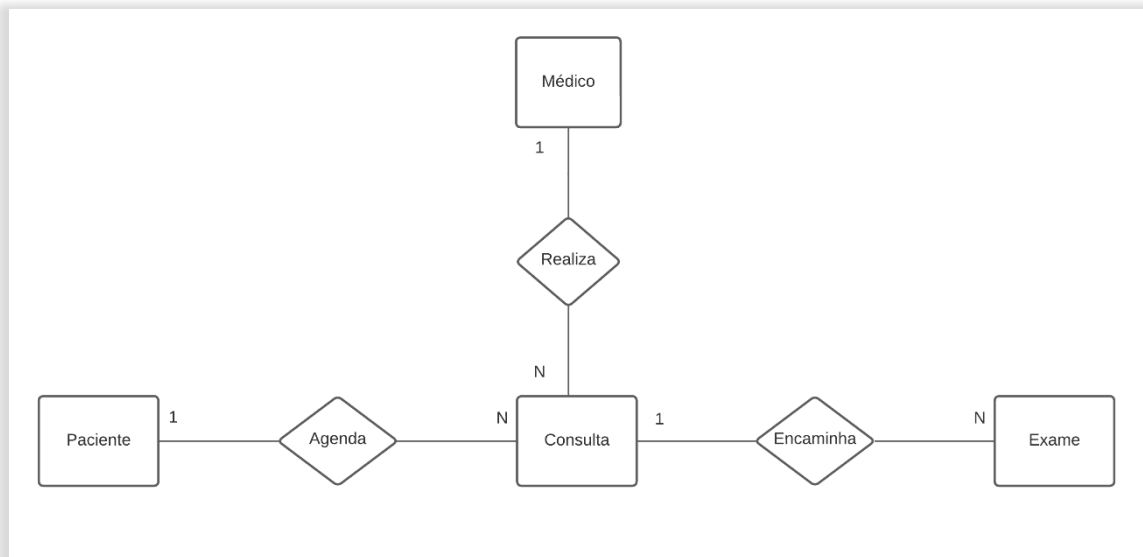 Médico
1
Realiza
N
Paciente
1
Agenda
N
Consulta
1
Encaminha
N
Exame